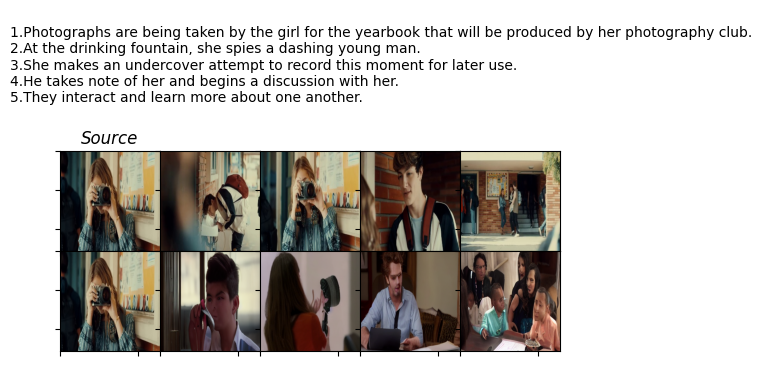 1.Photographs are being taken by the girl for the yearbook that will be produced by her photography club.
2.At the drinking fountain, she spies a dashing young man.
3.She makes an undercover attempt to record this moment for later use.
4.He takes note of her and begins a discussion with her.
5.They interact and learn more about one another.
Source